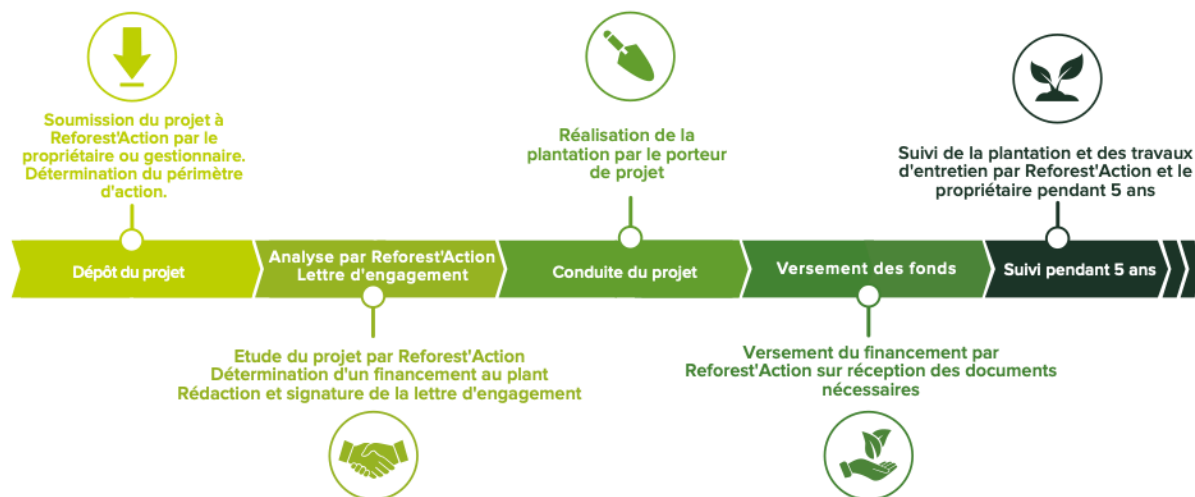 Soumission du projet à
Reforest'Action par le
propriétaire ou gestionnaire.
Détermination du périmètre
d'action.
Réalisation de la
plantation par le porteur
de projet
Suivi de la plantation et des travaux
d'entretien par Reforest'Action et le
propriétaire pendant 5 ans
Dépôt du projet
Analyse par Reforest'Action
Lettre d'engagement
Conduite du projet
Versement des fonds
Suivi pendant 5 ans
Etude du projet par Reforest'Action
Détermination d'un financement au plant
Rédaction et signature de la lettre d'engagement
Versement du financement par
Reforest'Action sur réception des documents
nécessaires